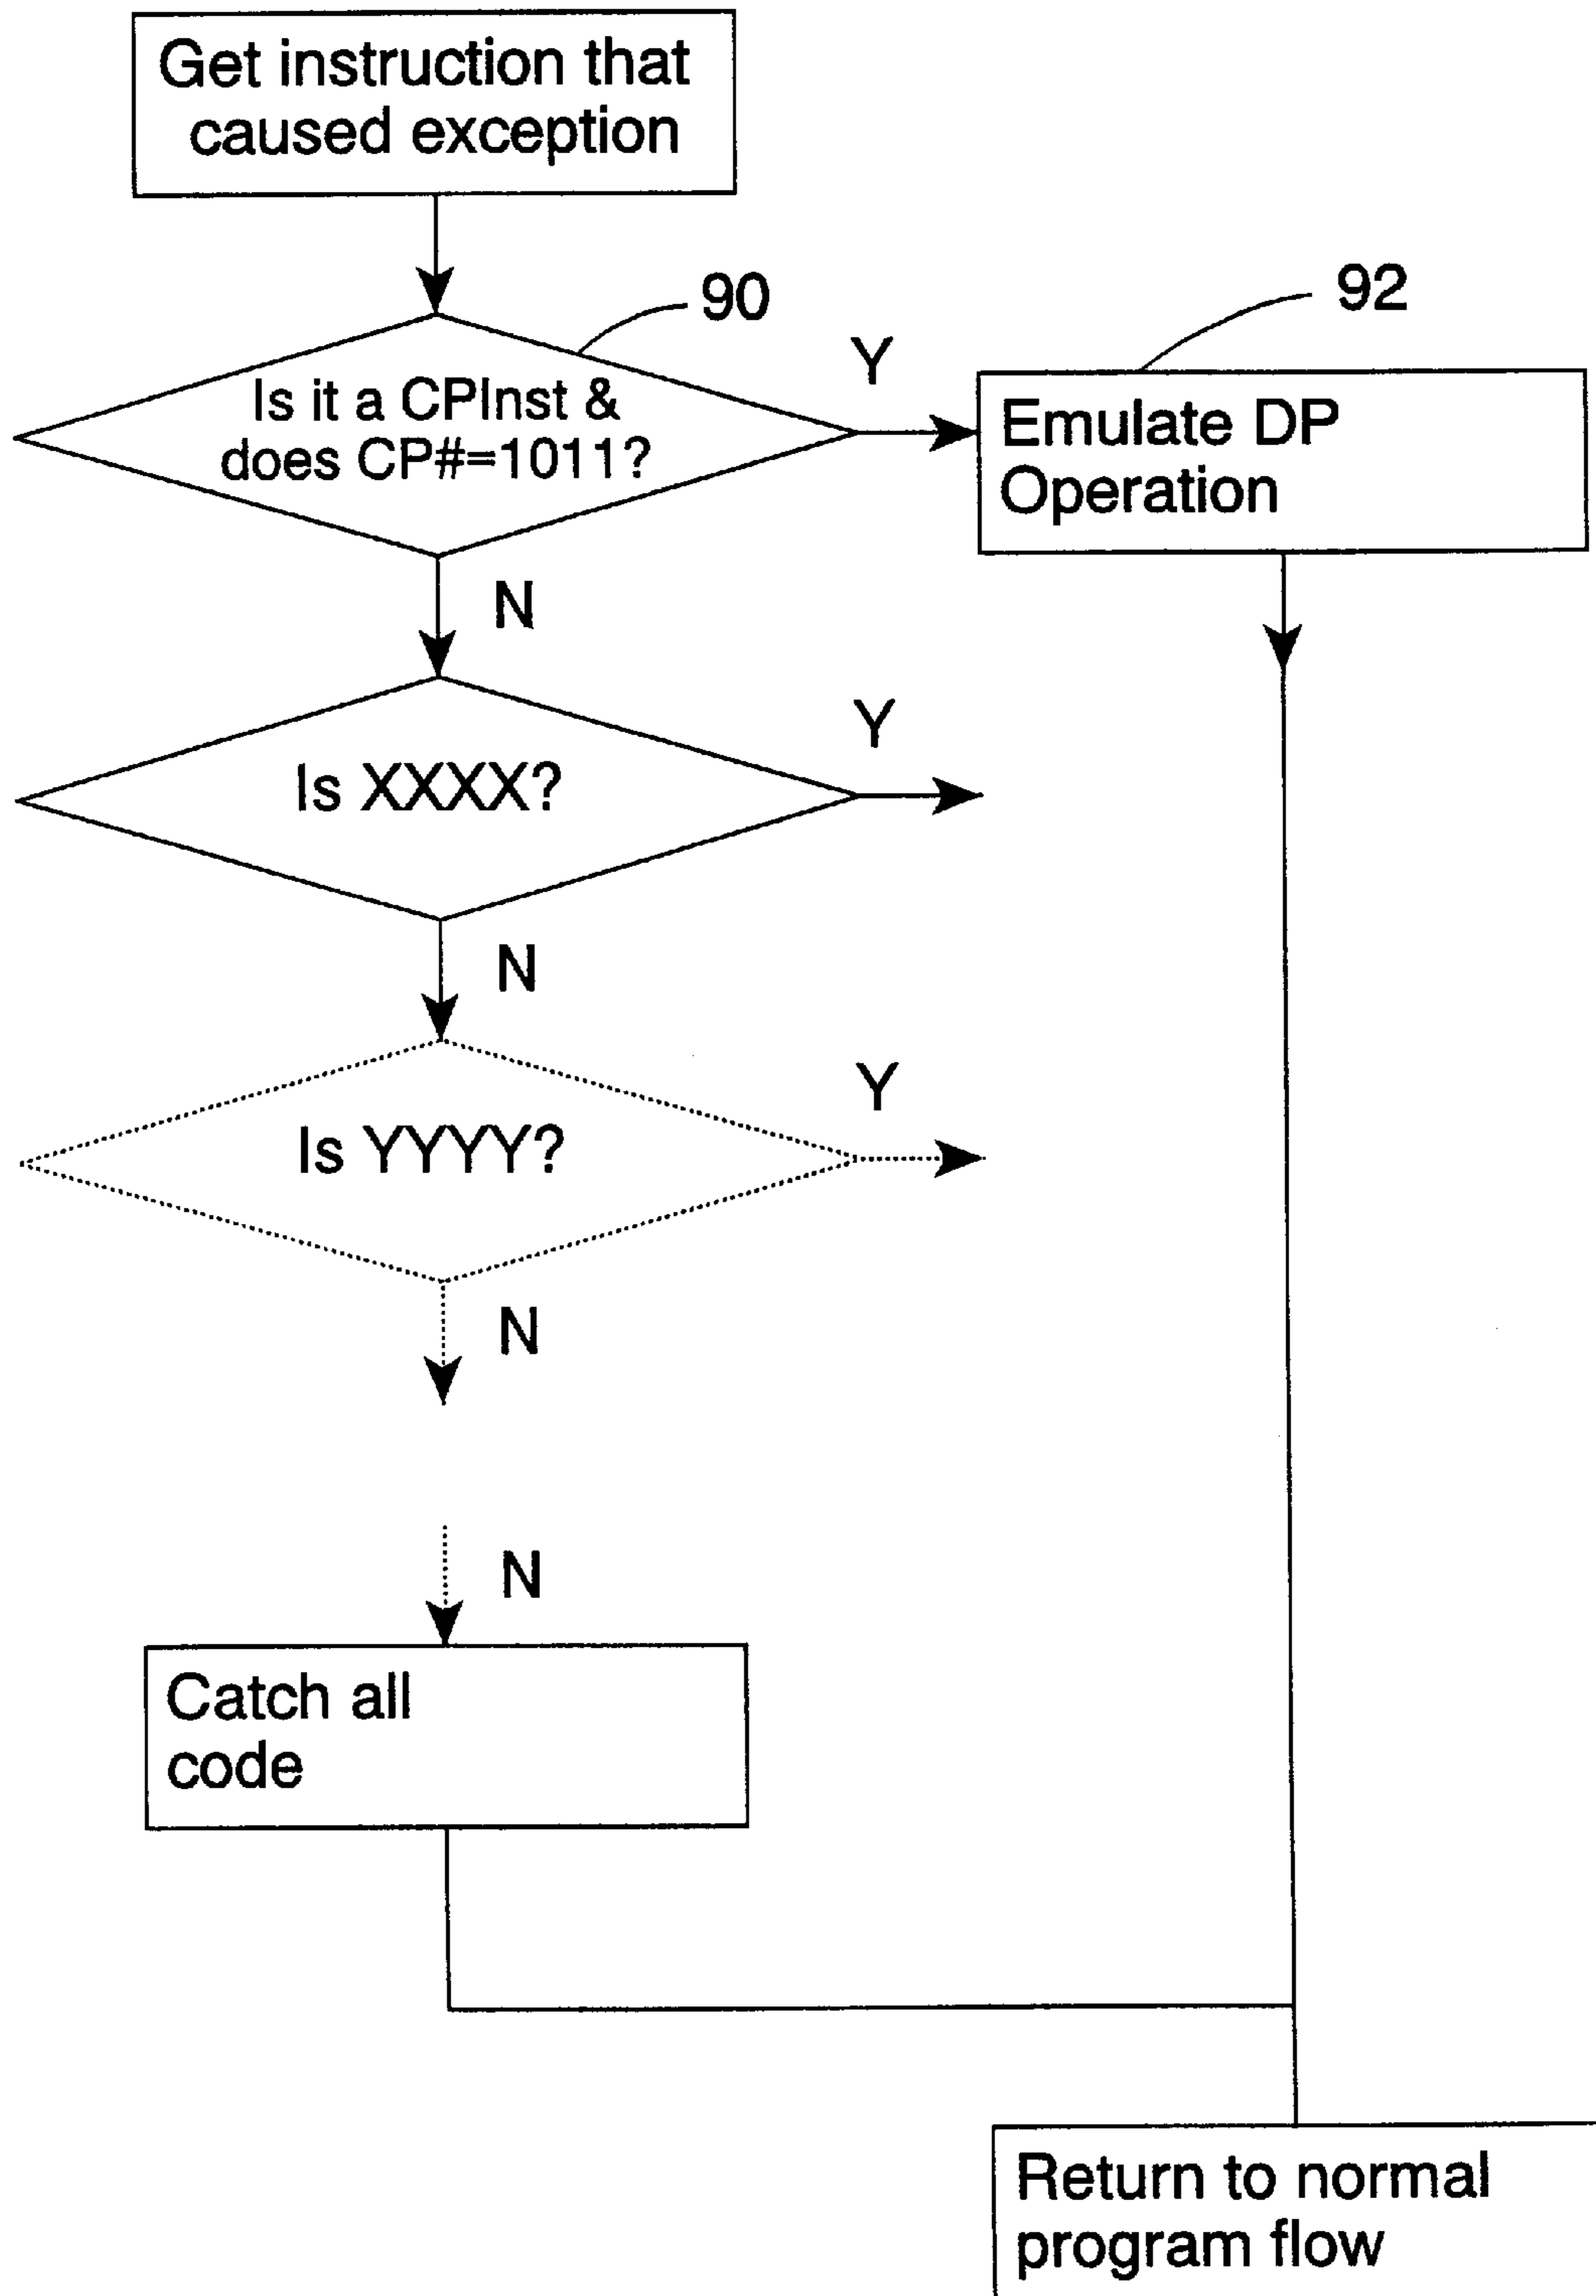 Get instruction that
caused exception
90
92
Y
Is it a CPInst &
does CP#=1011?
Emulate DP
Operation
N
Y
Is XXXX?
N
Y
Is YYYY?
N
N
Catch all
code
Return to normal
program flow